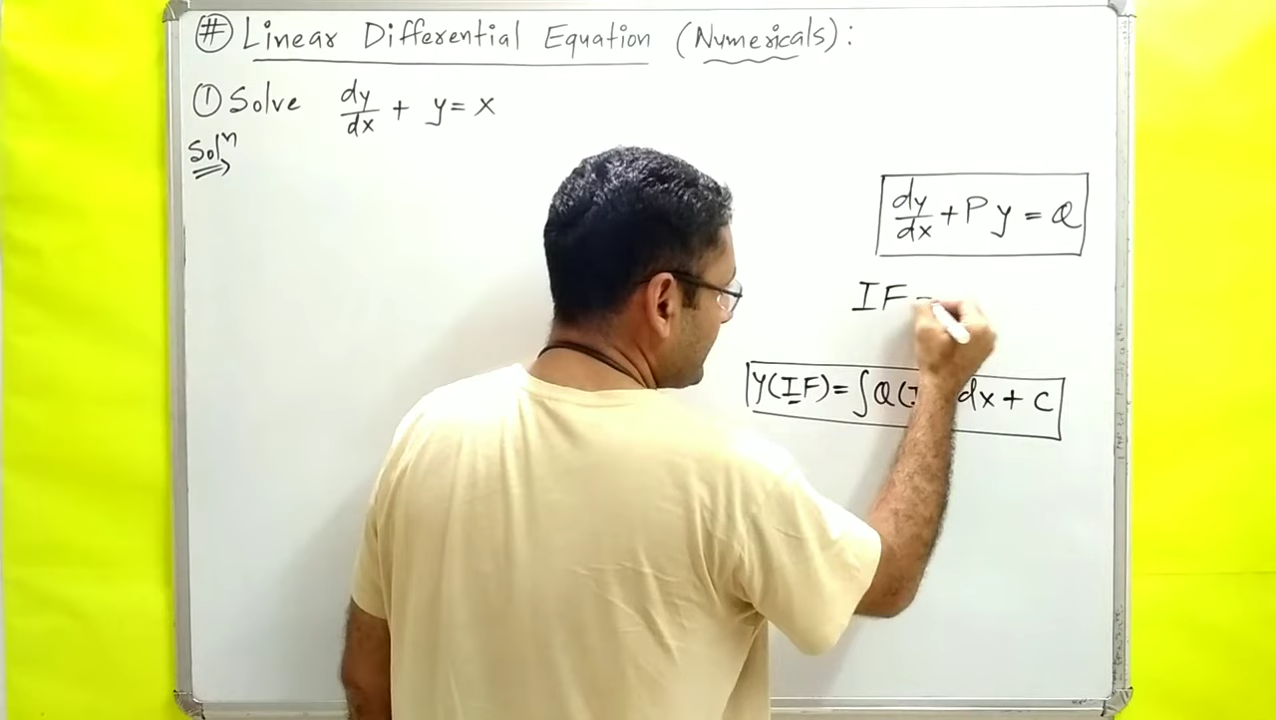 # Linear Differential Equation (Numericals):
① Solve dy/dx + y = x
Solⁿ
dy/dx + P y = Q
IF =
Y(IF) = ∫Q(I dx + C